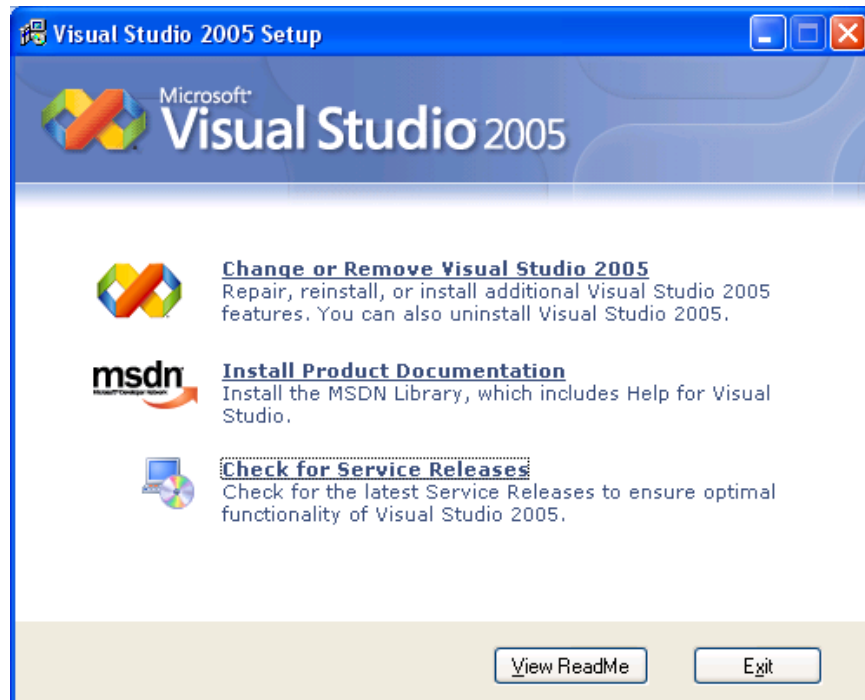 Visual Studio 2005 Setup
Microsoft
Visual Studio 2005
Change or Remove Visual Studio 2005
Repair, reinstall, or install additional Visual Studio 2005
features. You can also uninstall Visual Studio 2005.
msdn
Install Product Documentation
Install the MSDN Library, which includes Help for Visual
Studio.
Check for Service Releases
Check for the latest Service Releases to ensure optimal
functionality of Visual Studio 2005.
View ReadMe
Exit